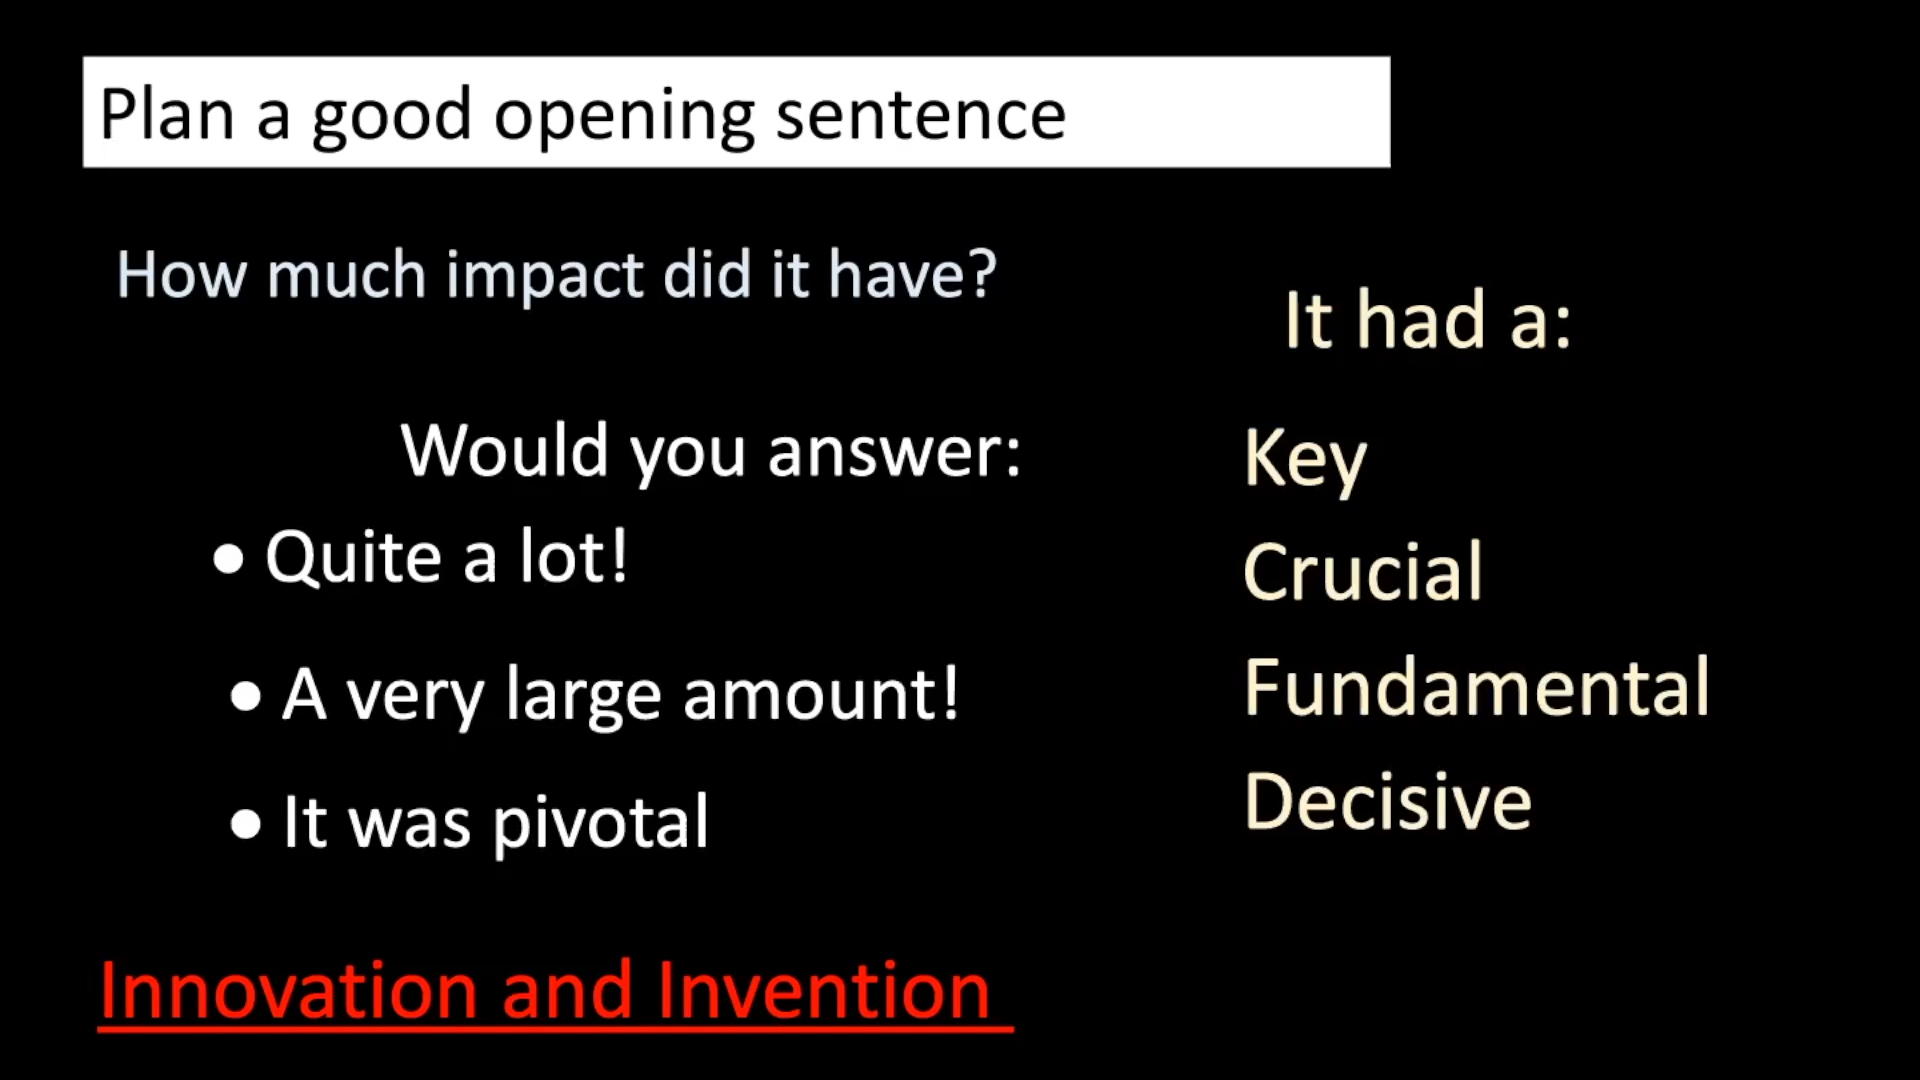 Plan a good opening sentence
How much impact did it have?
Would you answer:
• Quite a lot!
• A very large amount!
• It was pivotal
It had a:
Key
Crucial
Fundamental
Decisive
Innovation and Invention